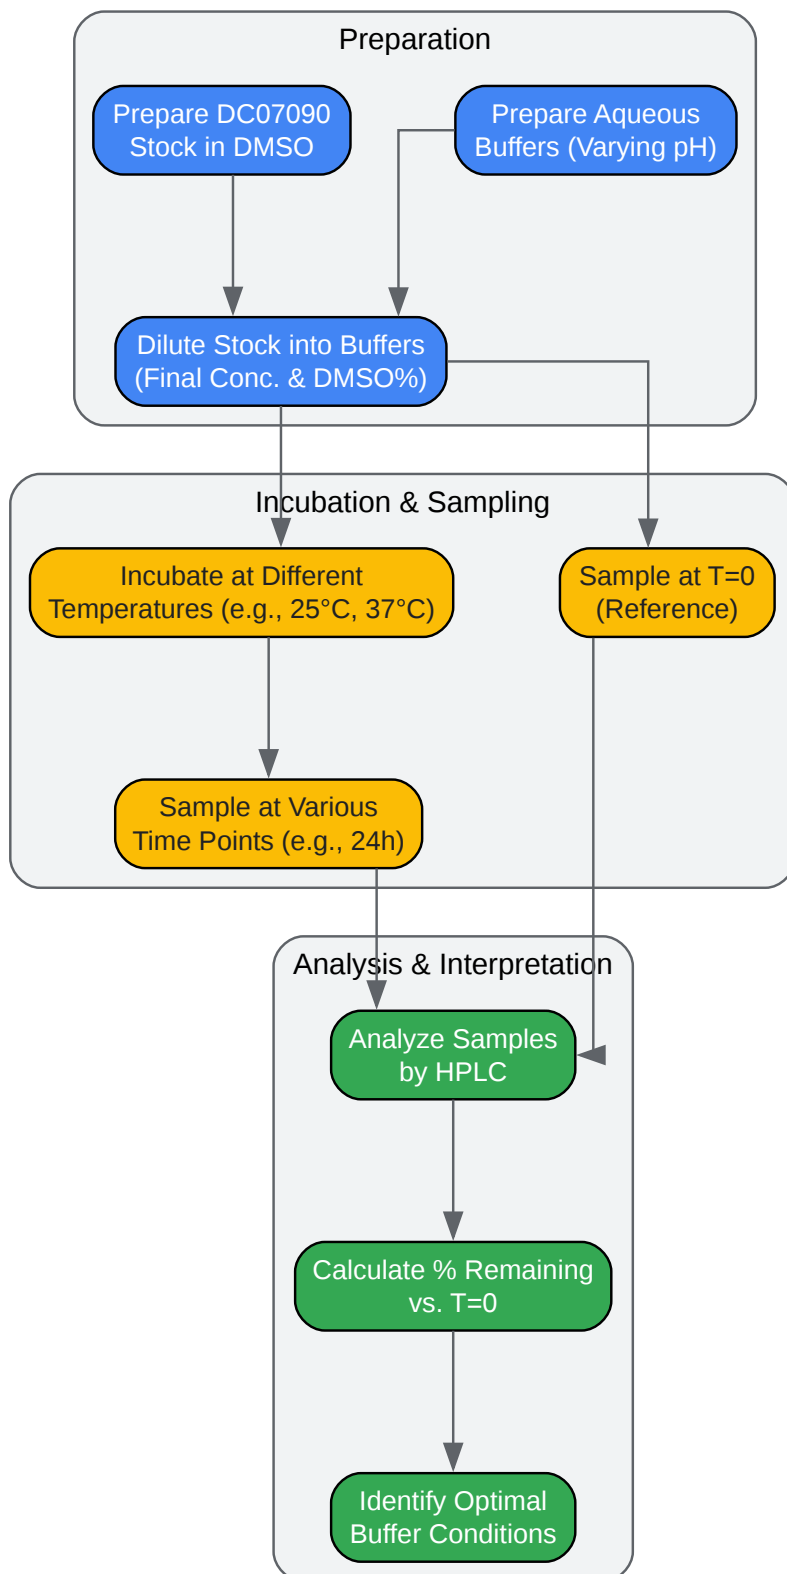 Preparation
Prepare DC07090
Stock in DMSO
Prepare Aqueous
Buffers (Varying pH)
Dilute Stock into Buffers
(Final Conc. & DMSO%)
Incubation & Sampling
Incubate at Different
Temperatures (e.g., 25°C, 37°C)
Sample at T=0
(Reference)
Sample at Various
Time Points (e.g., 24h)
Analysis & Interpretation
Analyze Samples
by HPLC
Calculate % Remaining
vs. T=0
Identify Optimal
Buffer Conditions